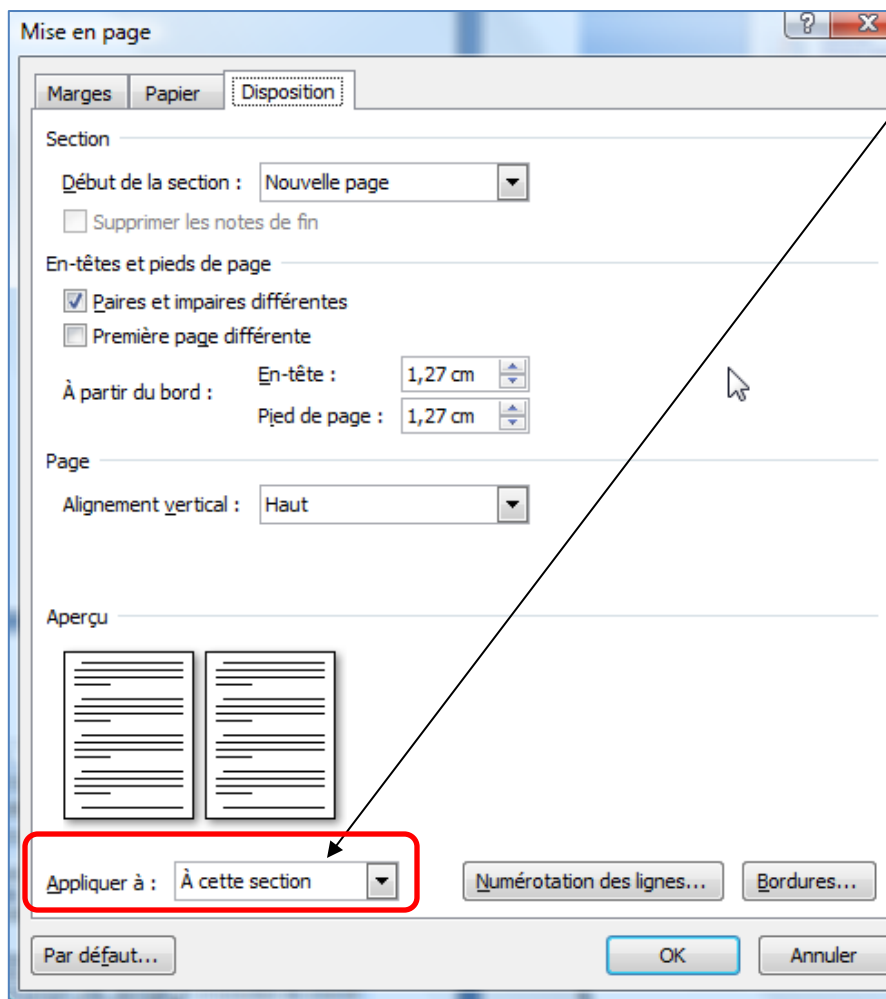 Mise en page
Marges Papier Disposition
Section
Début de la section : Nouvelle page
Supprimer les notes de fin
En-têtes et pieds de page
Paires et impaires différentes
Première page différente
À partir du bord :
En-tête : 1,27 cm
Pied de page : 1,27 cm
Page
Alignement vertical : Haut
Aperçu
Appliquer à : À cette section Numérotation des lignes... Bordures...
Par défaut... OK Annuler